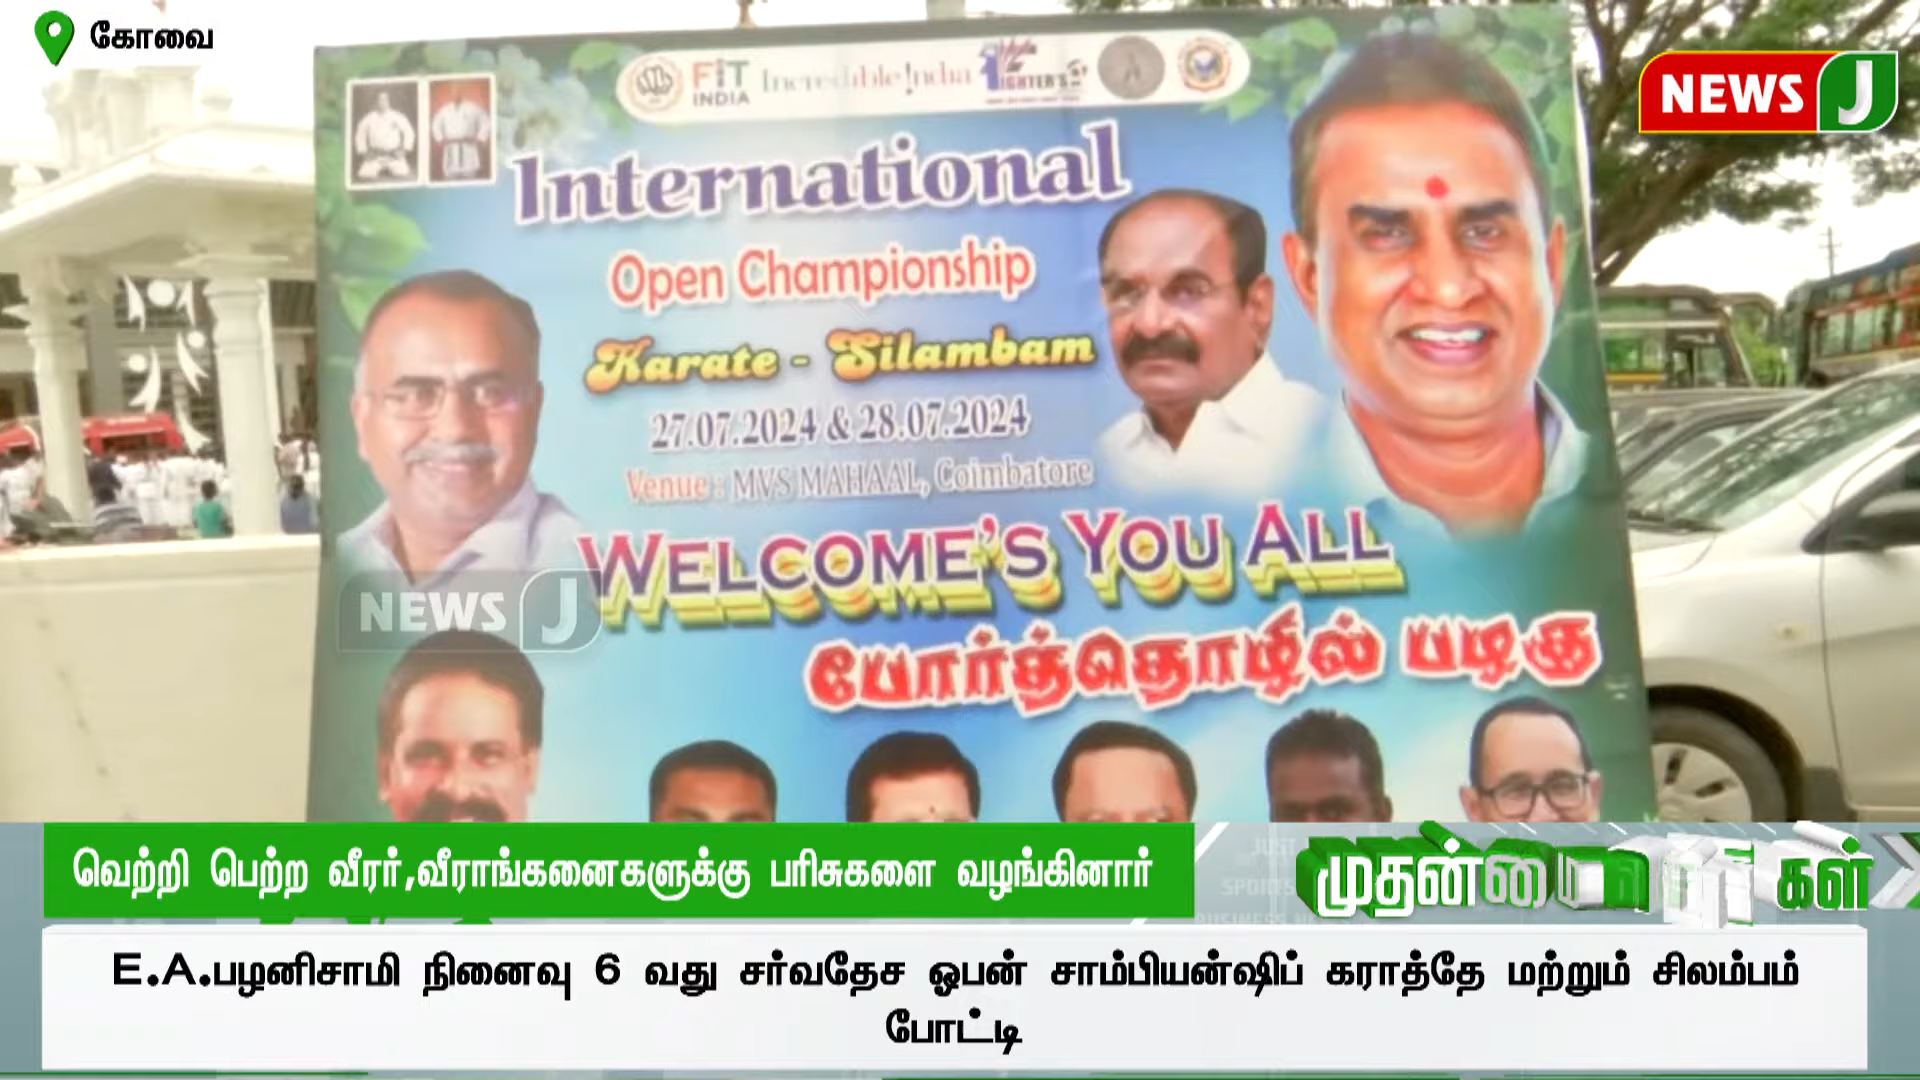 கோவை
NEWS J
FIT
INDIA
Incredible !ndia
International
Open Championship
Karate - Silambam
27.07.2024 & 28.07.2024
Venue : MVS MAHAAL, Coimbatore
WELCOME'S YOU ALL
NEWS J
போர்த்தொழில் பழகு
வெற்றி பெற்ற வீரர்,வீராங்கனைகளுக்கு பரிசுகளை வழங்கினார்
E.A.பழனிசாமி நினைவு 6 வது சர்வதேச ஓபன் சாம்பியன்ஷிப் கராத்தே மற்றும் சிலம்பம்
போட்டி